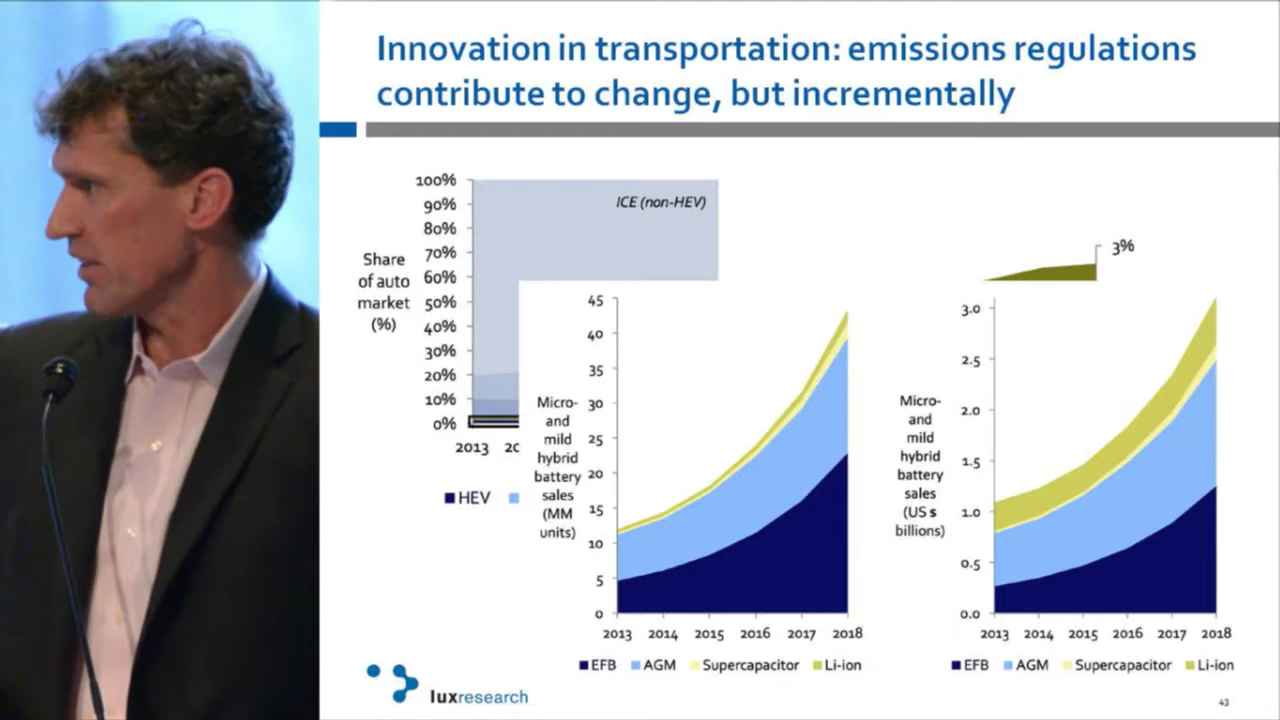 Innovation in transportation: emissions regulations
contribute to change, but incrementally
100%
90%
80%
70%
60%
50%
40%
30%
20%
10%
0%
Share
of auto
market
(%)
ICE (non-HEV)
3%
2013
HEV
45
40
35
30
25
20
15
10
5
0
Micro-
and
mild
hybrid
battery
sales
(MM
units)
2013 2014 2015 2016 2017 2018
EFB AGM Supercapacitor Li-ion
3.0
2.5
2.0
1.5
1.0
0.5
0.0
Micro-
and
mild
hybrid
battery
sales
(US $
billions)
2013 2014 2015 2016 2017 2018
EFB AGM Supercapacitor Li-ion
luxresearch
43